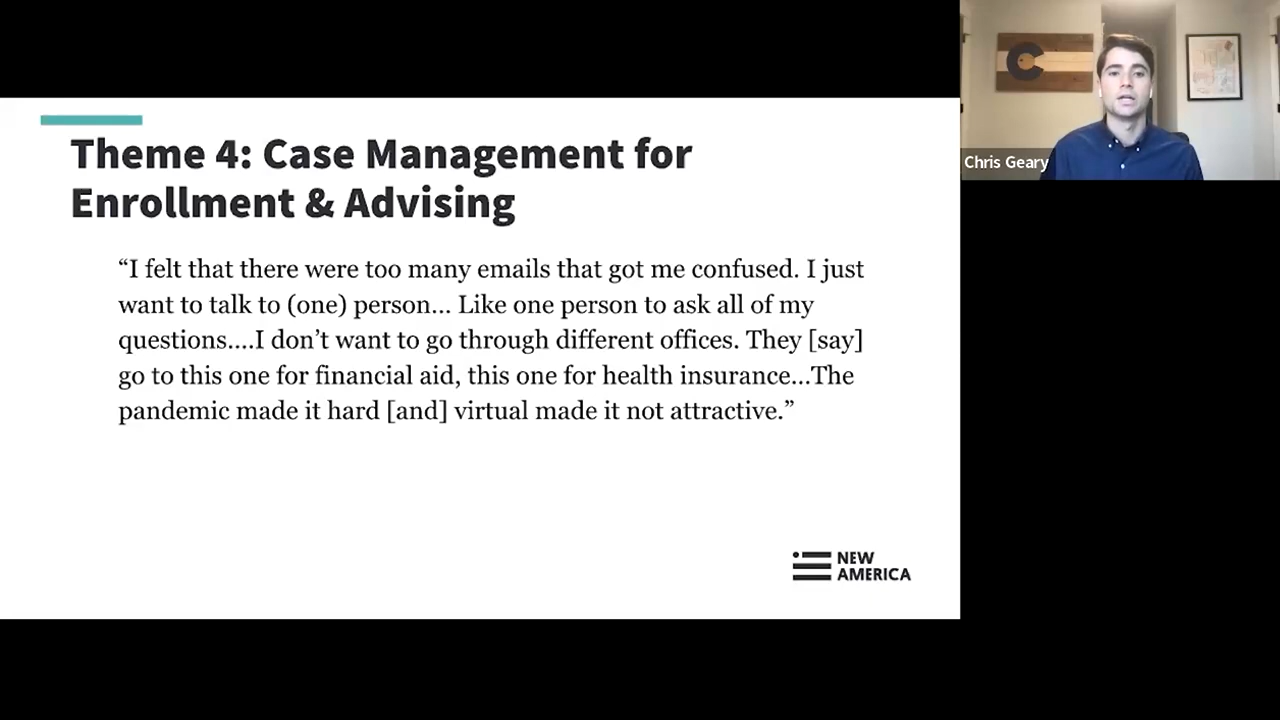 Theme 4: Case Management for
Enrollment & Advising
“I felt that there were too many emails that got me confused. I just
want to talk to (one) person... Like one person to ask all of my
questions....I don’t want to go through different offices. They [say]
go to this one for financial aid, this one for health insurance...The
pandemic made it hard [and] virtual made it not attractive.”
NEW
AMERICA
Chris Geary